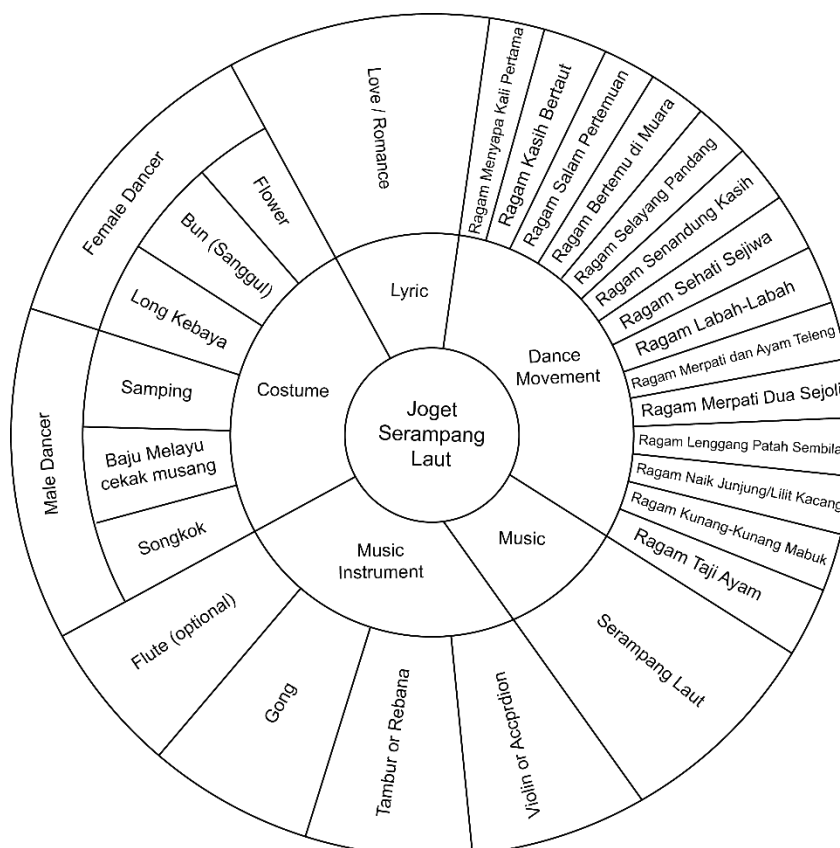 Joget
Serampang
Laut
Lyric
Love / Romance
Dance
Movement
Ragam Menyapa Kali Pertama
Ragam Kasih Bertaut
Ragam Salam Pertemuan
Ragam Bertemu di Muara
Ragam Selayang Pandang
Ragam Senandung Kasih
Ragam Sehati Sejiwa
Ragam Labah-Labah
Ragam Merpati dan Ayam Teleng
Ragam Merpati Dua Sejoli
Ragam Lenggang Patah Sembila
Ragam Naik Junjung/Lilit Kacang
Ragam Kunang-Kunang Mabuk
Ragam Taji Ayam
Music
Serampang Laut
Music
Instrument
Violin or Accprdion
Tambur or Rebana
Gong
Flute (optional)
Costume
Male Dancer
Songkok
Baju Melayu
cekak musang
Samping
Female Dancer
Long Kebaya
Bun (Sanggul)
Flower